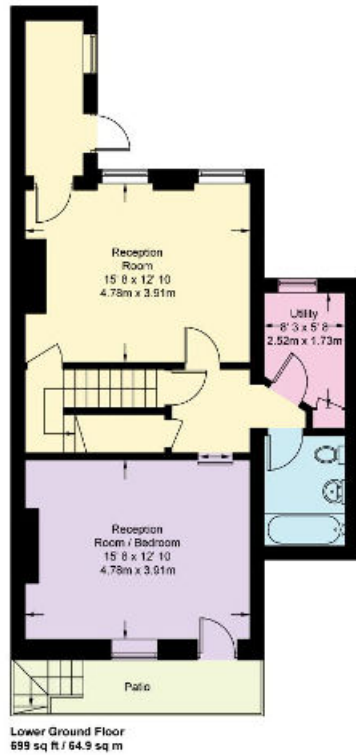 Reception
Room
15' 8 x 12' 10
4.78m x 3.91m
Utility
8' 3 x 5' 8
2.52m x 1.73m
Reception
Room / Bedroom
15' 8 x 12' 10
4.78m x 3.91m
Patio
Lower Ground Floor
699 sq ft / 64.9 sq m